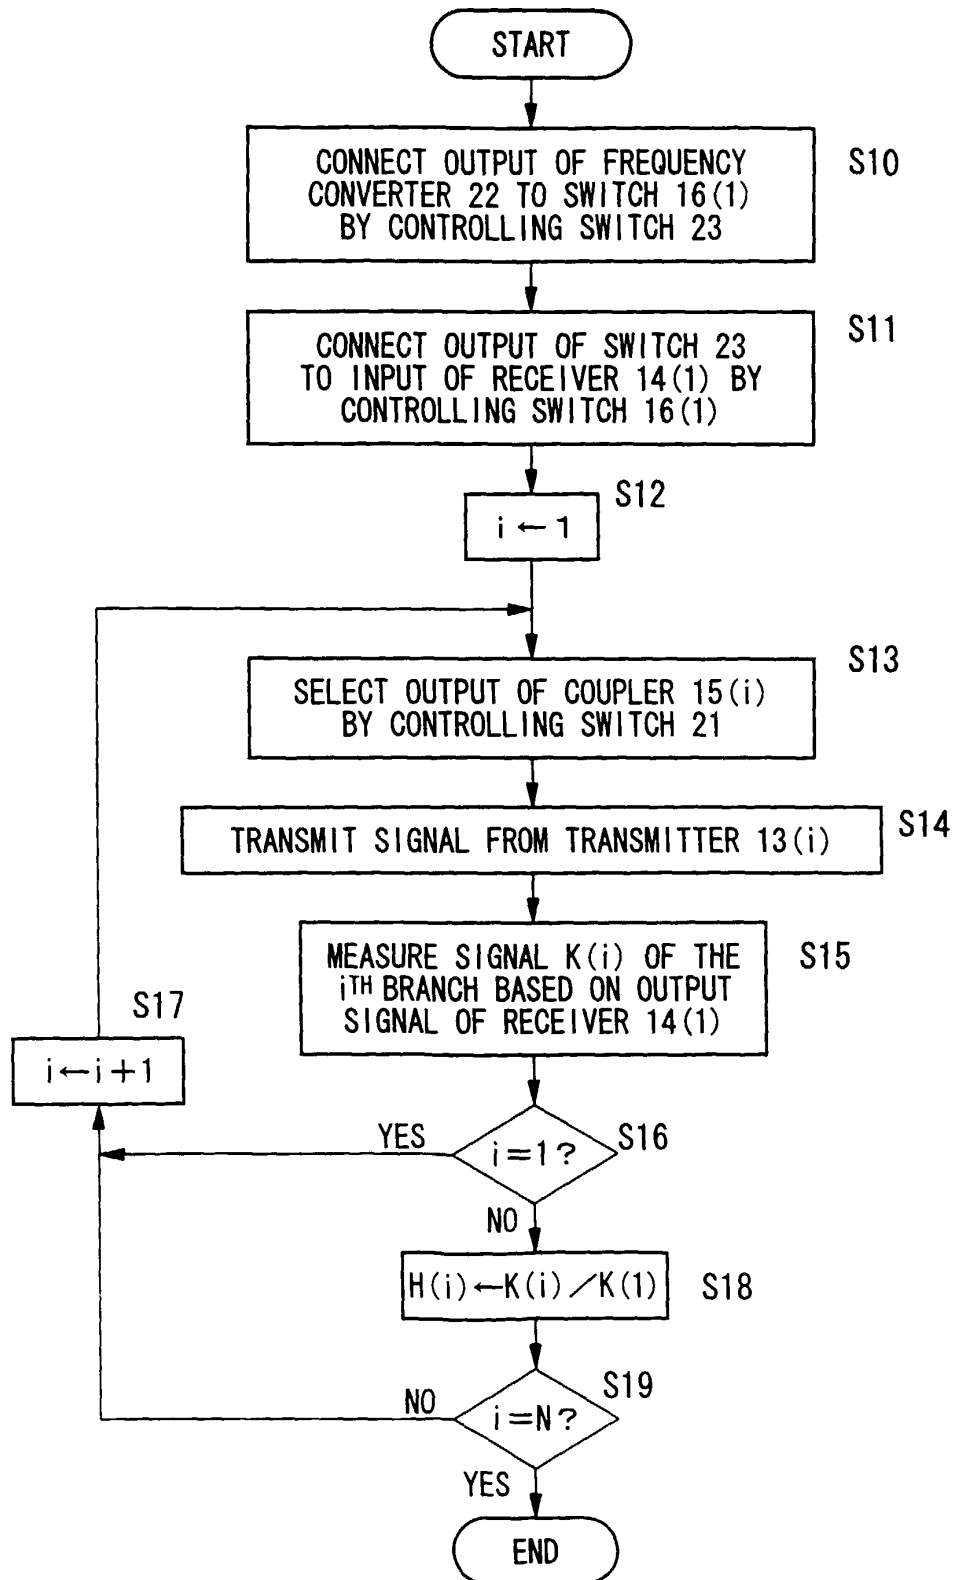 START
CONNECT OUTPUT OF FREQUENCY
CONVERTER 22 TO SWITCH 16(1)
BY CONTROLLING SWITCH 23
S10
CONNECT OUTPUT OF SWITCH 23
TO INPUT OF RECEIVER 14(1) BY
CONTROLLING SWITCH 16(1)
S11
S12
i ← 1
S13
SELECT OUTPUT OF COUPLER 15(i)
BY CONTROLLING SWITCH 21
TRANSMIT SIGNAL FROM TRANSMITTER 13(i)
S14
MEASURE SIGNAL K(i) OF THE
iTH BRANCH BASED ON OUTPUT
SIGNAL OF RECEIVER 14(1)
S15
S17
i←i+1
YES
i=1?
S16
NO
H(i)←K(i)/K(1)
S18
NO
i=N?
S19
YES
END